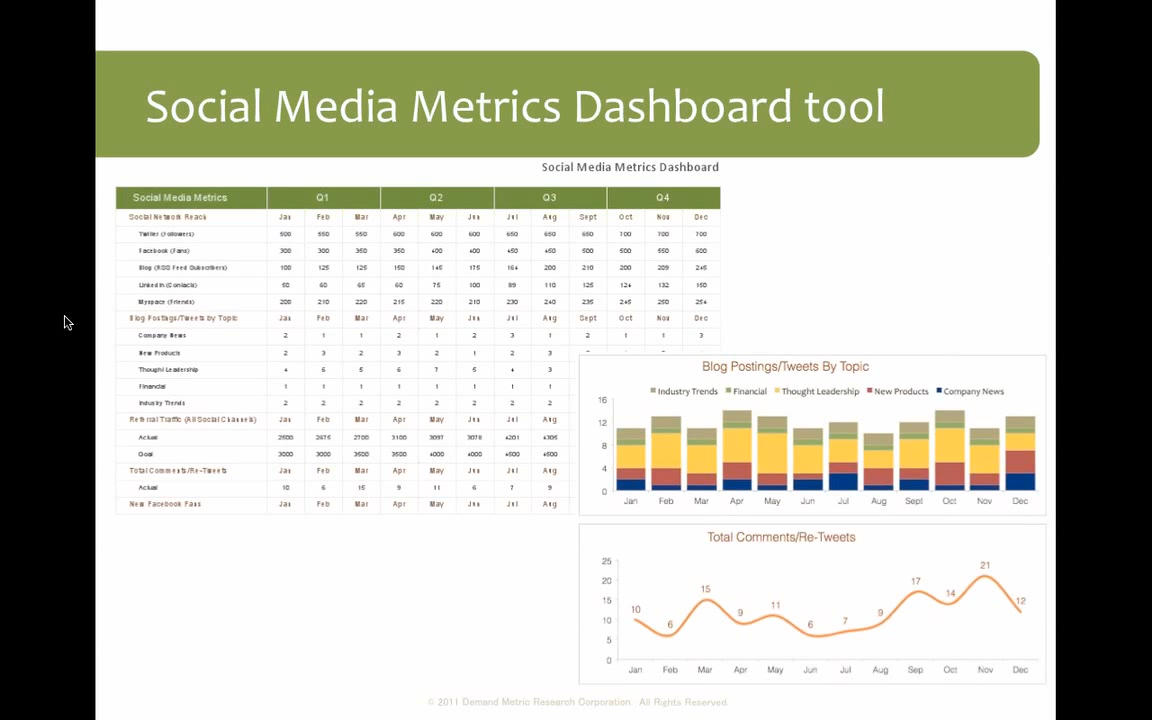 Social Media Metrics Dashboard tool
Social Media Metrics Dashboard
Social Media Metrics Q1 Q2 Q3 Q4
Social Network Reach Jan Feb Mar Apr May Jun Jul Aug Sept Oct Nov Dec
Twitter (Followers) 500 550 550 600 600 600 650 650 650 700 700 700
Facebook (Fans) 300 300 350 350 400 400 450 450 500 500 550 600
Blog (RSS Feed Subscribers) 100 125 125 150 145 175 164 200 210 200 209 245
LinkedIn (Contacts) 50 60 65 60 75 100 89 110 125 124 132 150
Myspace (Friends) 200 210 220 215 220 210 230 240 235 245 250 254
Blog Postings/Tweets by Topic Jan Feb Mar Apr May Jun Jul Aug Sept Oct Nov Dec
Company News 2 1 1 2 1 2 3 1 2 1 1 3
New Products 2 3 2 3 2 1 2 3
Thought Leadership 4 6 5 6 7 5 4 3
Financial 1 1 1 1 1 1 1 1
Industry Trends 2 2 2 2 2 2 2 2
Referral Traffic (All Social Channels) Jan Feb Mar Apr May Jun Jul Aug
Actual 2500 2675 2700 3100 3097 3078 4201 4305
Goal 3000 3000 3500 3500 4000 4000 4500 4500
Total Comments/Re-Tweets Jan Feb Mar Apr May Jun Jul Aug
Actual 10 6 15 9 11 6 7 9
New Facebook Fans Jan Feb Mar Apr May Jun Jul Aug
Blog Postings/Tweets By Topic
Industry Trends Financial Thought Leadership New Products Company News
16
12
8
4
0
Jan Feb Mar Apr May Jun Jul Aug Sept Oct Nov Dec
Total Comments/Re-Tweets
25
20
15
10
5
0
10 6 15 9 11 6 7 9 17 14 21 12
Jan Feb Mar Apr May Jun Jul Aug Sep Oct Nov Dec
© 2011 Demand Metric Research Corporation. All Rights Reserved.